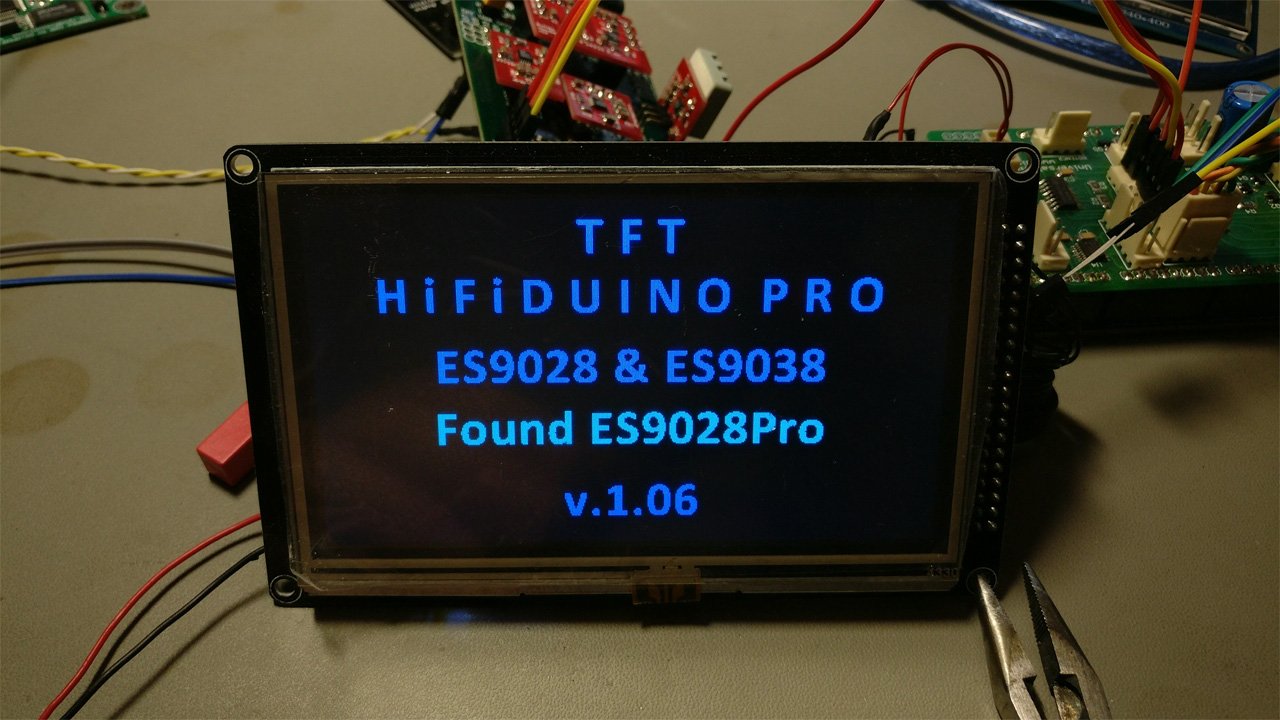 TFT
HiFiDUINO PRO
ES9028 & ES9038
Found ES9028Pro
v.1.06